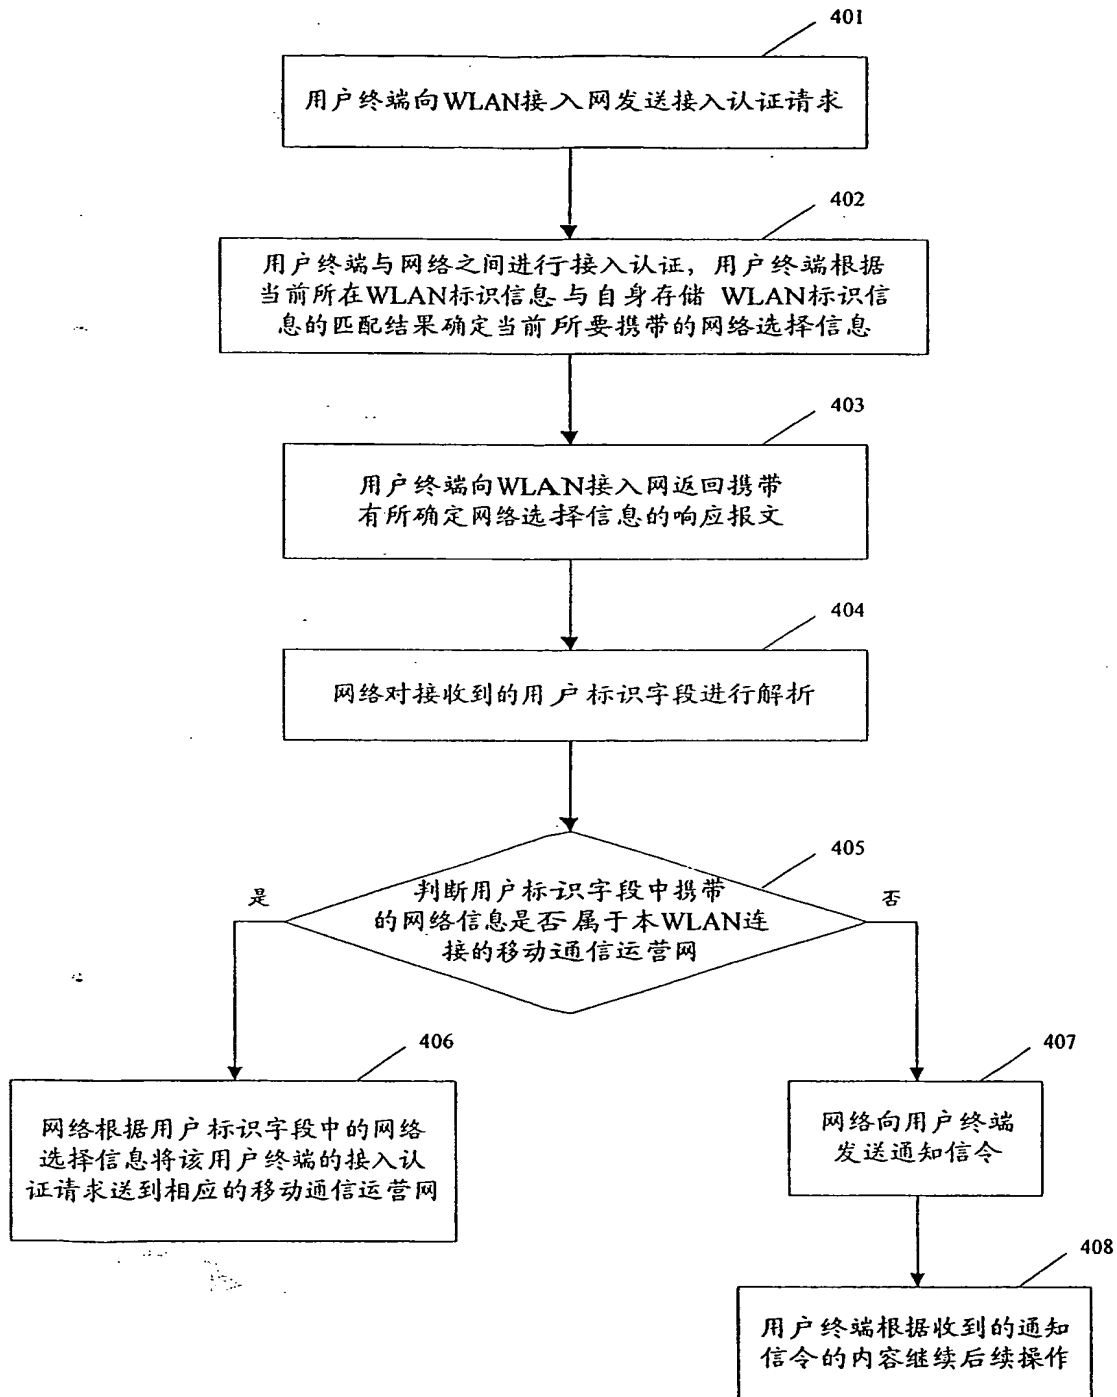 401
用户终端向WLAN接入网发送接入认证请求
402
用户终端与网络之间进行接入认证，用户终端根据
当前所在WLAN标识信息与自身存储 WLAN标识信
息的匹配结果确定当前所要携带的网络选择信息
403
用户终端向WLAN接入网返回携带
有所确定网络选择信息的响应报文
404
网络对接收到的用户标识字段进行解析
405
判断用户标识字段中携带
的网络信息是否属于本WLAN连
接的移动通信运营网
是
否
406
网络根据用户标识字段中的网络
选择信息将该用户终端的接入认
证请求送到相应的移动通信运营网
407
网络向用户终端
发送通知信令
408
用户终端根据收到的通知
信令的内容继续后续操作